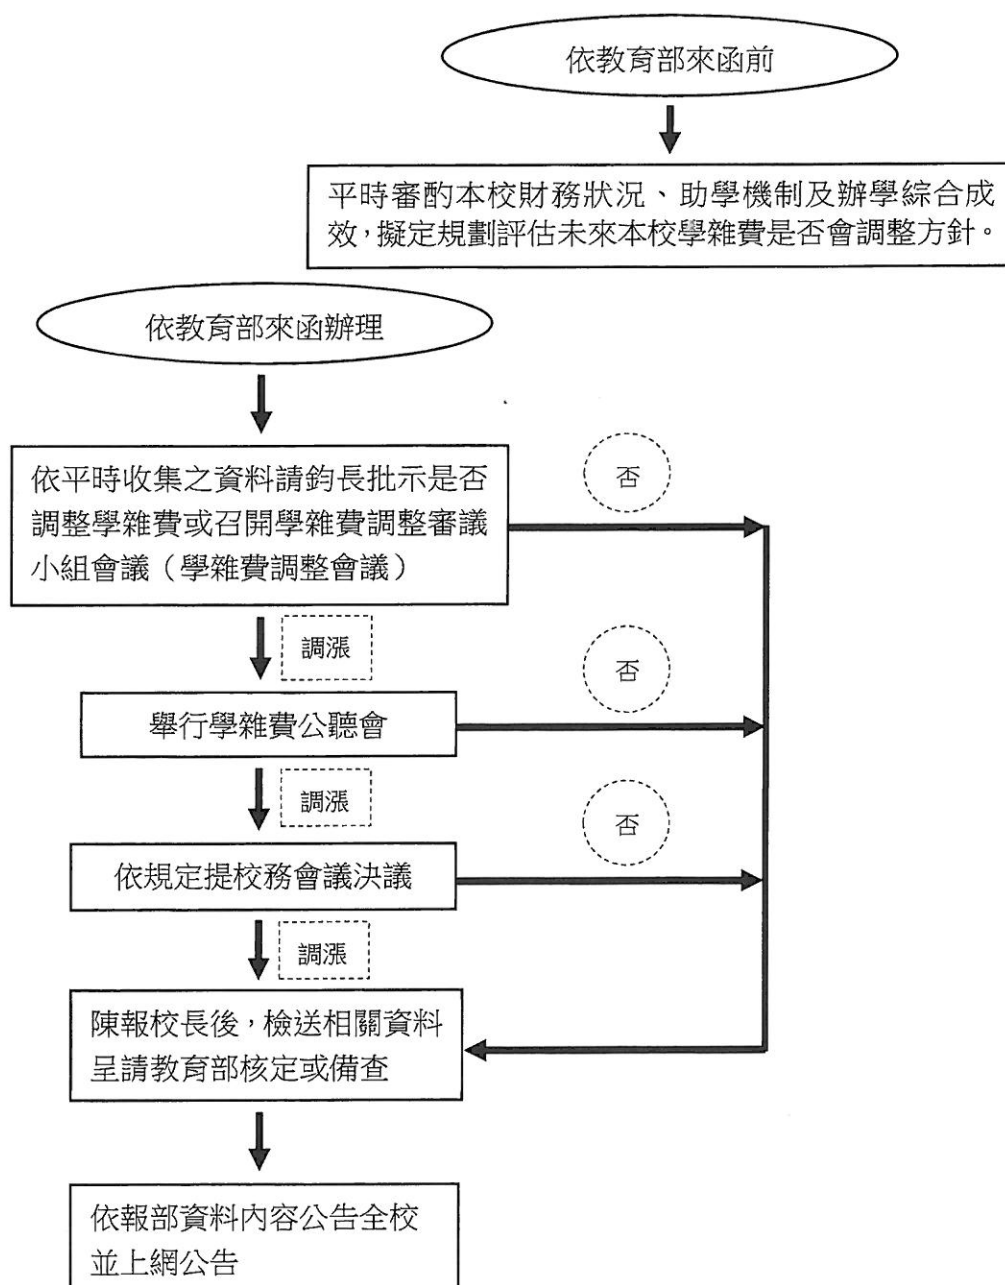 依教育部來函前
平時審酌本校財務狀況、助學機制及辦學綜合成
效，擬定規劃評估未來本校學雜費是否會調整方針。
依教育部來函辦理
依平時收集之資料請鈞長批示是否
調整學雜費或召開學雜費調整審議
小組會議（學雜費調整會議）
否
調漲
舉行學雜費公聽會
否
調漲
依規定提校務會議決議
否
調漲
陳報校長後，檢送相關資料
呈請教育部核定或備查
依報部資料內容公告全校
並上網公告